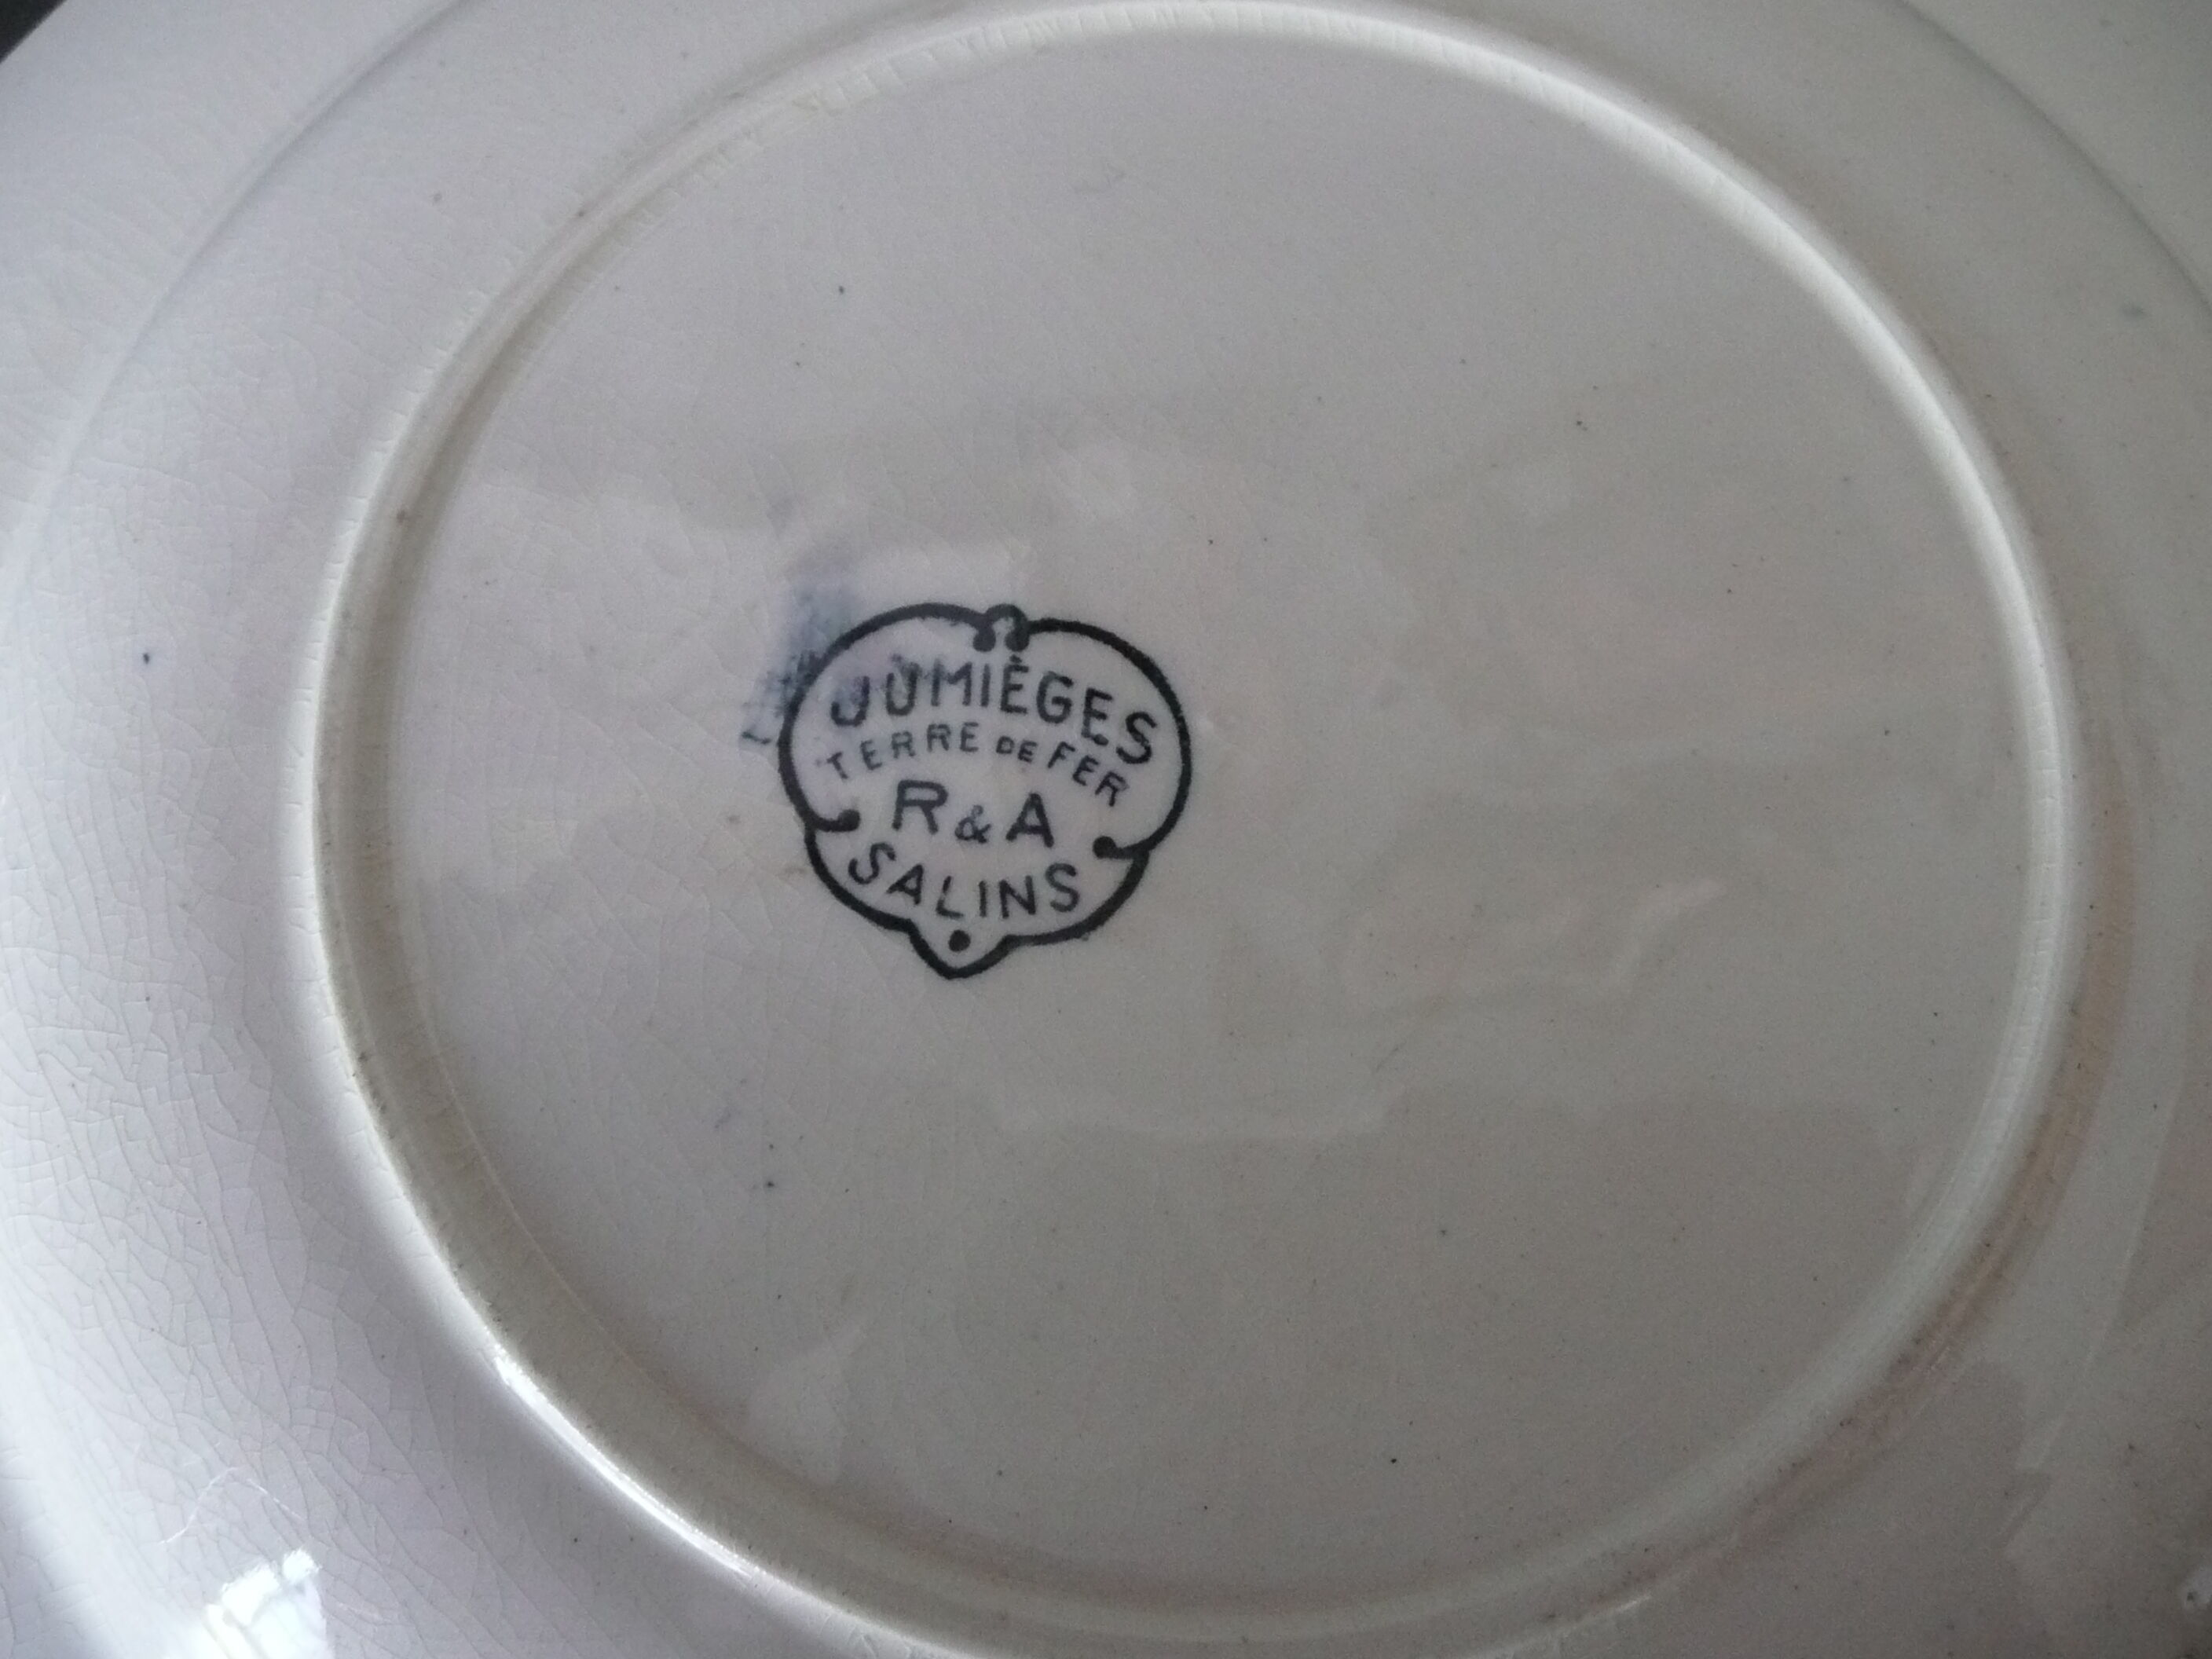 JUMIÈGES
TERRE DE FER
R & A
SALINS